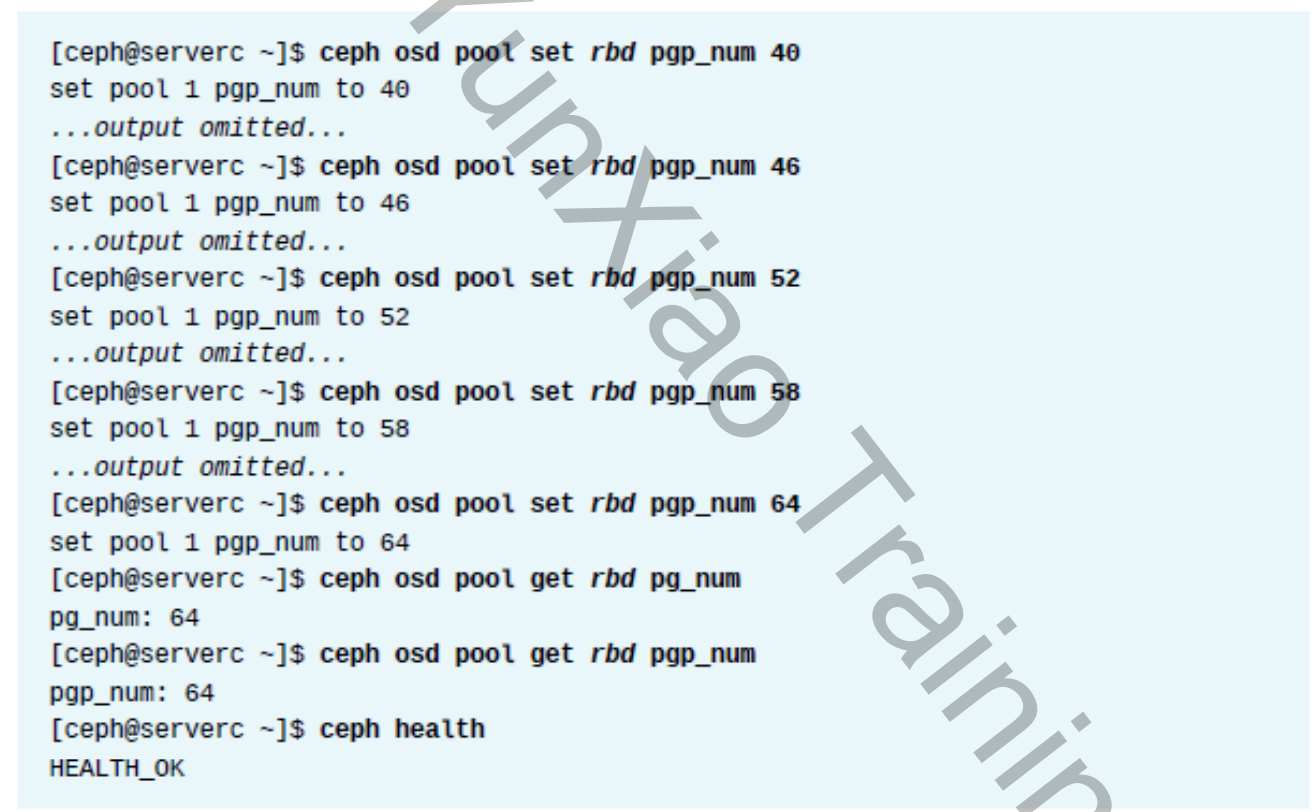 [ceph@serverc ~]$ ceph osd pool set rbd pgp_num 40
set pool 1 pgp_num to 40
...output omitted...
[ceph@serverc ~]$ ceph osd pool set rbd pgp_num 46
set pool 1 pgp_num to 46
...output omitted...
[ceph@serverc ~]$ ceph osd pool set rbd pgp_num 52
set pool 1 pgp_num to 52
...output omitted...
[ceph@serverc ~]$ ceph osd pool set rbd pgp_num 58
set pool 1 pgp_num to 58
...output omitted...
[ceph@serverc ~]$ ceph osd pool set rbd pgp_num 64
set pool 1 pgp_num to 64
[ceph@serverc ~]$ ceph osd pool get rbd pg_num
pg_num: 64
[ceph@serverc ~]$ ceph osd pool get rbd pgp_num
pgp_num: 64
[ceph@serverc ~]$ ceph health
HEALTH_OK
YunXiao Trainin